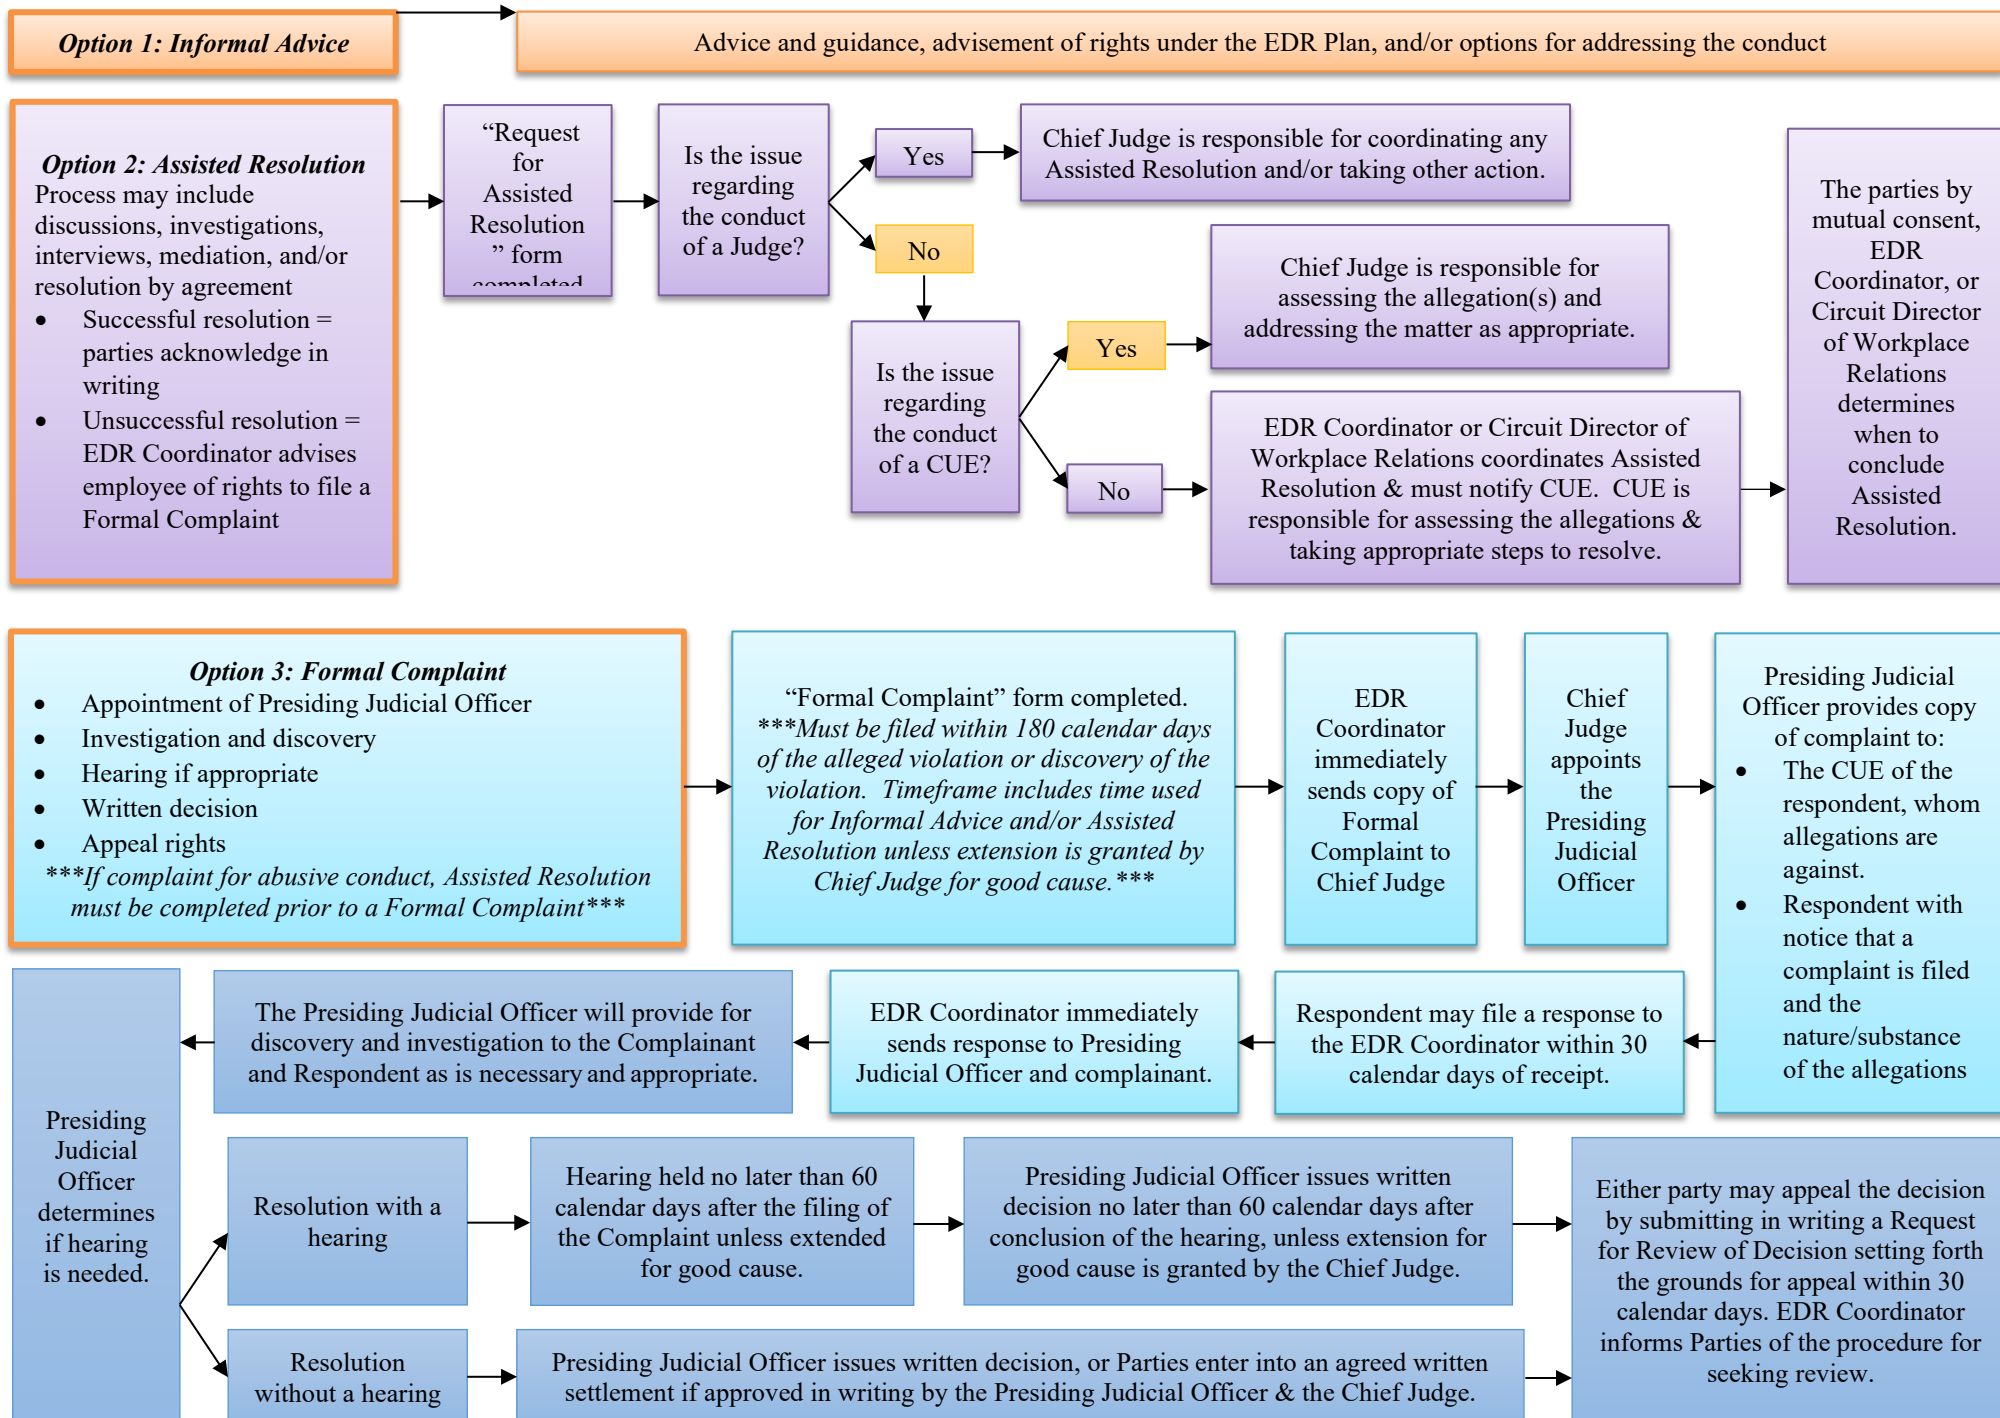 Option 1: Informal Advice
Advice and guidance, advisement of rights under the EDR Plan, and/or options for addressing the conduct
Option 2: Assisted Resolution
Process may include
discussions, investigations,
interviews, mediation, and/or
resolution by agreement
• Successful resolution =
parties acknowledge in
writing
• Unsuccessful resolution =
EDR Coordinator advises
employee of rights to file a
Formal Complaint
“Request
for
Assisted
Resolution
” form
completed
Is the issue
regarding
the conduct
of a Judge?
Yes
Chief Judge is responsible for coordinating any
Assisted Resolution and/or taking other action.
No
Is the issue
regarding
the conduct
of a CUE?
Yes
Chief Judge is responsible for
assessing the allegation(s) and
addressing the matter as appropriate.
No
EDR Coordinator or Circuit Director of
Workplace Relations coordinates Assisted
Resolution & must notify CUE.  CUE is
responsible for assessing the allegations &
taking appropriate steps to resolve.
The parties by
mutual consent,
EDR
Coordinator, or
Circuit Director
of Workplace
Relations
determines
when to
conclude
Assisted
Resolution.
Option 3: Formal Complaint
• Appointment of Presiding Judicial Officer
• Investigation and discovery
• Hearing if appropriate
• Written decision
• Appeal rights
***If complaint for abusive conduct, Assisted Resolution
must be completed prior to a Formal Complaint***
“Formal Complaint” form completed.
***Must be filed within 180 calendar days
of the alleged violation or discovery of the
violation.  Timeframe includes time used
for Informal Advice and/or Assisted
Resolution unless extension is granted by
Chief Judge for good cause.***
EDR
Coordinator
immediately
sends copy of
Formal
Complaint to
Chief Judge
Chief
Judge
appoints
the
Presiding
Judicial
Officer
Presiding Judicial
Officer provides copy
of complaint to:
• The CUE of the
respondent, whom
allegations are
against.
• Respondent with
notice that a
complaint is filed
and the
nature/substance
of the allegations
Respondent may file a response to
the EDR Coordinator within 30
calendar days of receipt.
EDR Coordinator immediately
sends response to Presiding
Judicial Officer and complainant.
The Presiding Judicial Officer will provide for
discovery and investigation to the Complainant
and Respondent as is necessary and appropriate.
Presiding
Judicial
Officer
determines
if hearing
is needed.
Resolution with a
hearing
Hearing held no later than 60
calendar days after the filing of
the Complaint unless extended
for good cause.
Presiding Judicial Officer issues written
decision no later than 60 calendar days after
conclusion of the hearing, unless extension for
good cause is granted by the Chief Judge.
Resolution
without a hearing
Presiding Judicial Officer issues written decision, or Parties enter into an agreed written
settlement if approved in writing by the Presiding Judicial Officer & the Chief Judge.
Either party may appeal the decision
by submitting in writing a Request
for Review of Decision setting forth
the grounds for appeal within 30
calendar days. EDR Coordinator
informs Parties of the procedure for
seeking review.